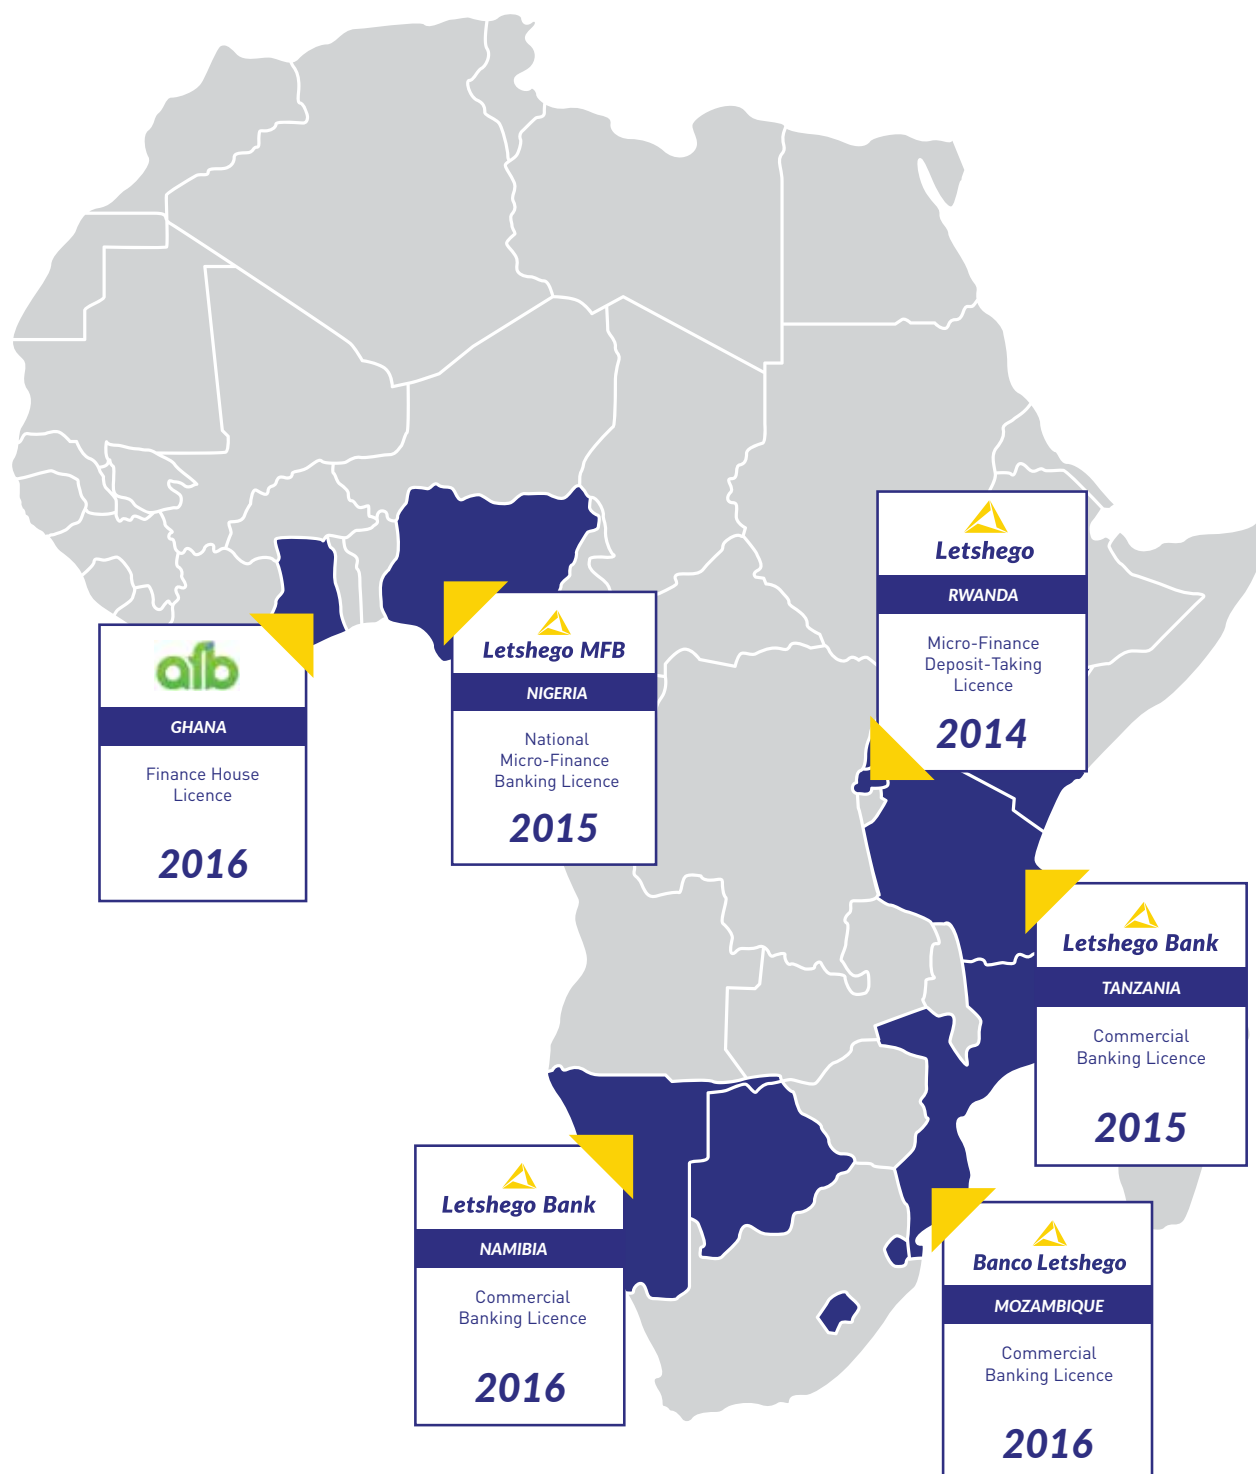 Letshego
RWANDA
Micro-Finance
Deposit-Taking
Licence
2014
afb
GHANA
Finance House
Licence
2016
Letshego MFB
NIGERIA
National
Micro-Finance
Banking Licence
2015
Letshego Bank
TANZANIA
Commercial
Banking Licence
2015
Letshego Bank
NAMIBIA
Commercial
Banking Licence
2016
Banco Letshego
MOZAMBIQUE
Commercial
Banking Licence
2016